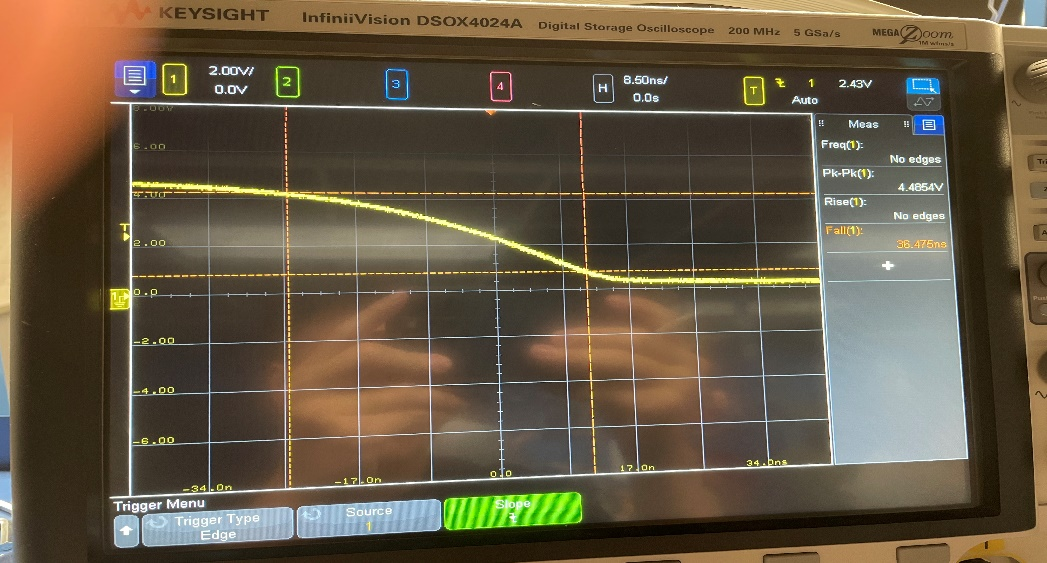 KEYSIGHT InfiniiVision DSOX4024A Digital Storage Oscilloscope 200 MHz 5 GSa/s MEGA Zoom
1 2.00V/ 2 3 4 H 8.50ns/ T 1 2.43V
0.0V 0.0s Auto
Meas
Freq(1):
No edges
Pk-Pk(1):
4.4854V
Rise(1):
No edges
Fall(1):
36.475ns
6.00
4.00
T
2.00
0.0
-2.00
-4.00
-6.00
-34.0n -17.0n 0.0 17.0n 34.0ns
Trigger Menu
Trigger Type
Edge
Source
1
Slope